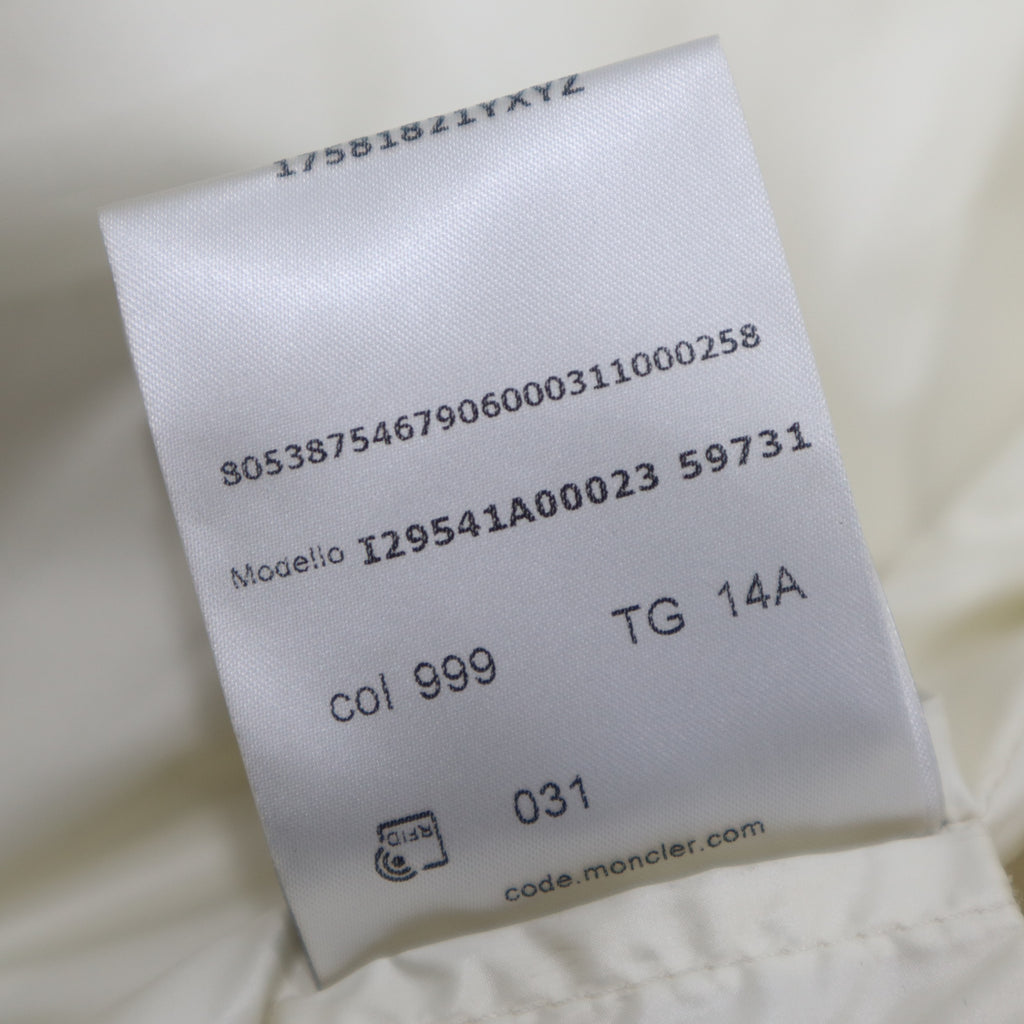 17581821YXYZ
8053875467906000311000258
Modello I29541A00023 59731
col 999 TG 14A
RFID 031
code.moncler.com